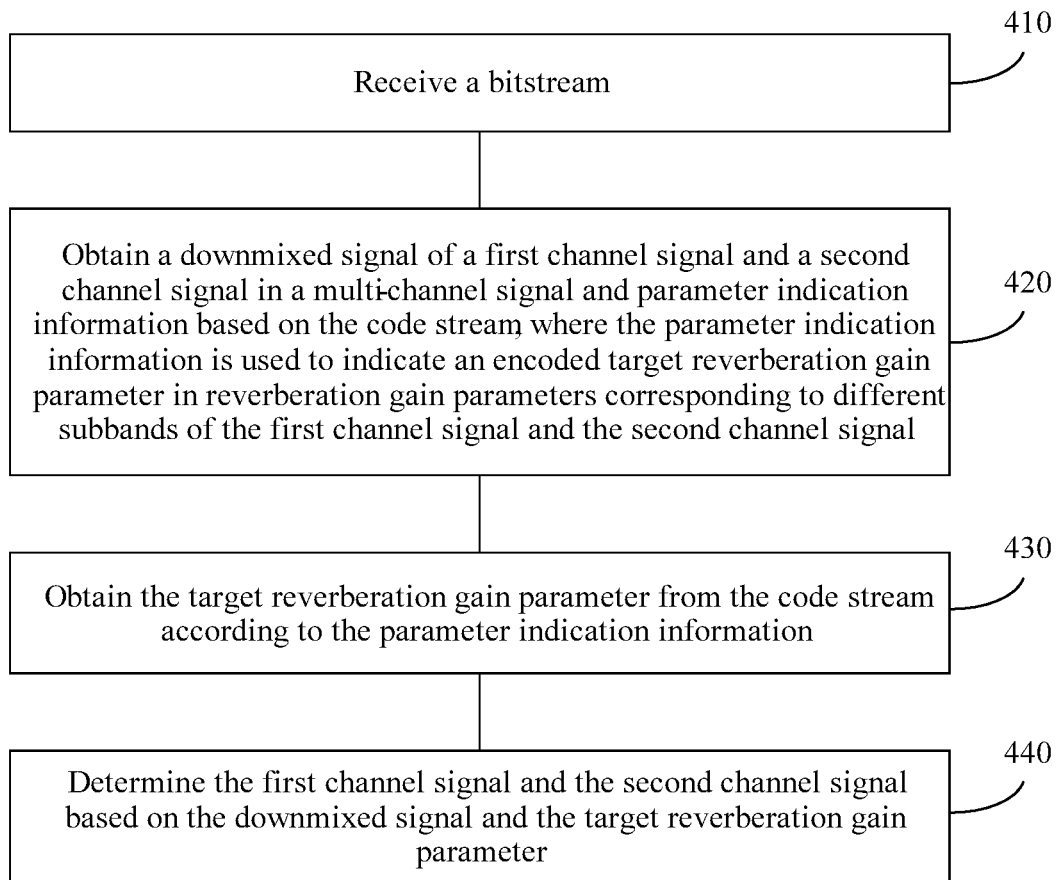 410
Receive a bitstream
Obtain a downmixed signal of a first channel signal and a second
channel signal in a multi-channel signal and parameter indication
information based on the code stream, where the parameter indication
information is used to indicate an encoded target reverberation gain
parameter in reverberation gain parameters corresponding to different
subbands of the first channel signal and the second channel signal
420
430
Obtain the target reverberation gain parameter from the code stream
according to the parameter indication information
440
Determine the first channel signal and the second channel signal
based on the downmixed signal and the target reverberation gain
parameter